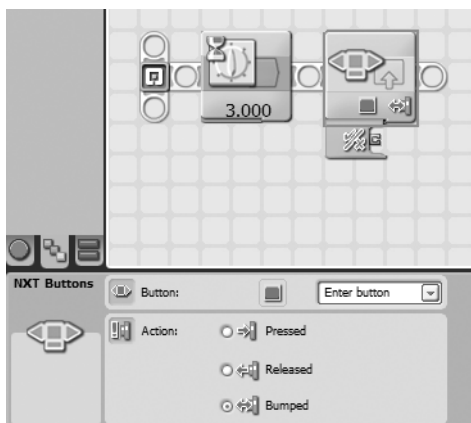 3.000
NXT Buttons
Button:
Enter button
Action:
Pressed
Released
Bumped